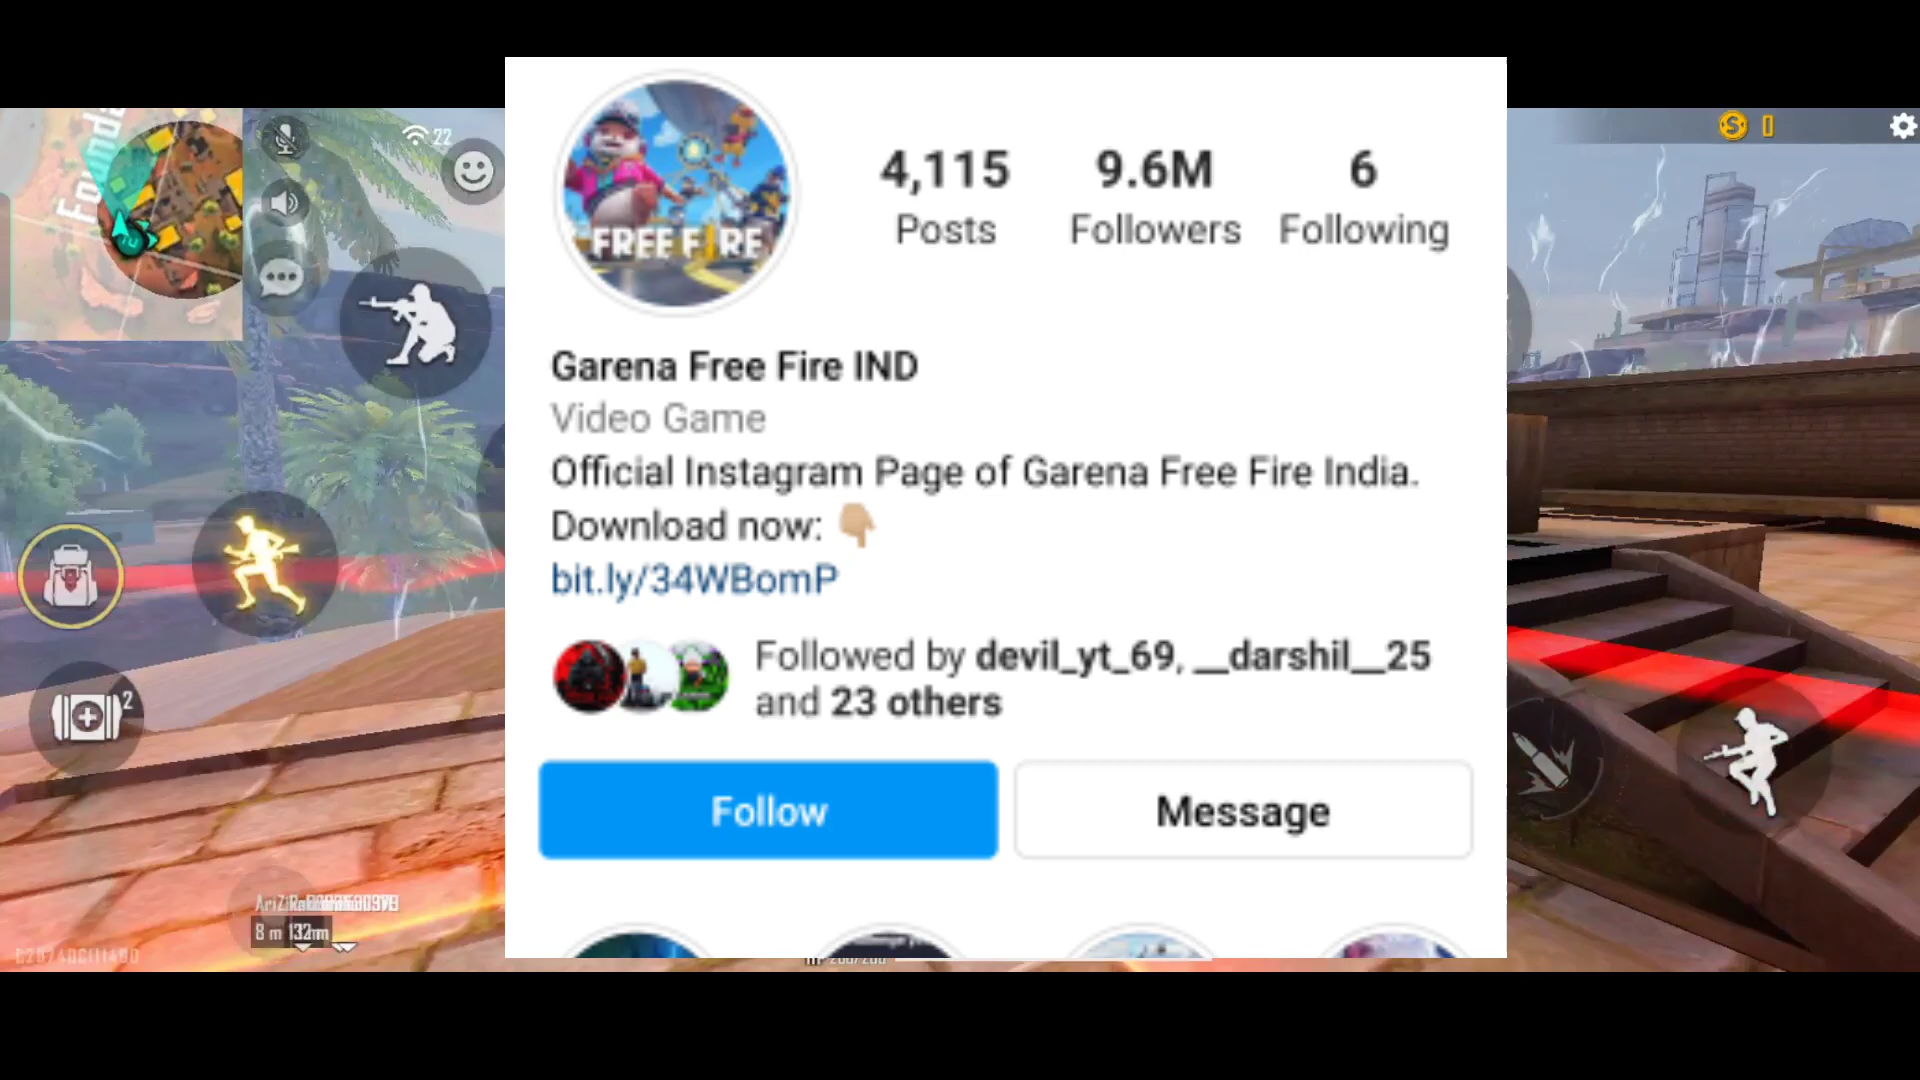 22
0
FREE FIRE
4,115
Posts
9.6M
Followers
6
Following
Garena Free Fire IND
Video Game
Official Instagram Page of Garena Free Fire India.
Download now: 👇🏼
bit.ly/34WBomP
Followed by devil_yt_69, __darshil__25
and 23 others
Follow
Message
2
8 m 132m